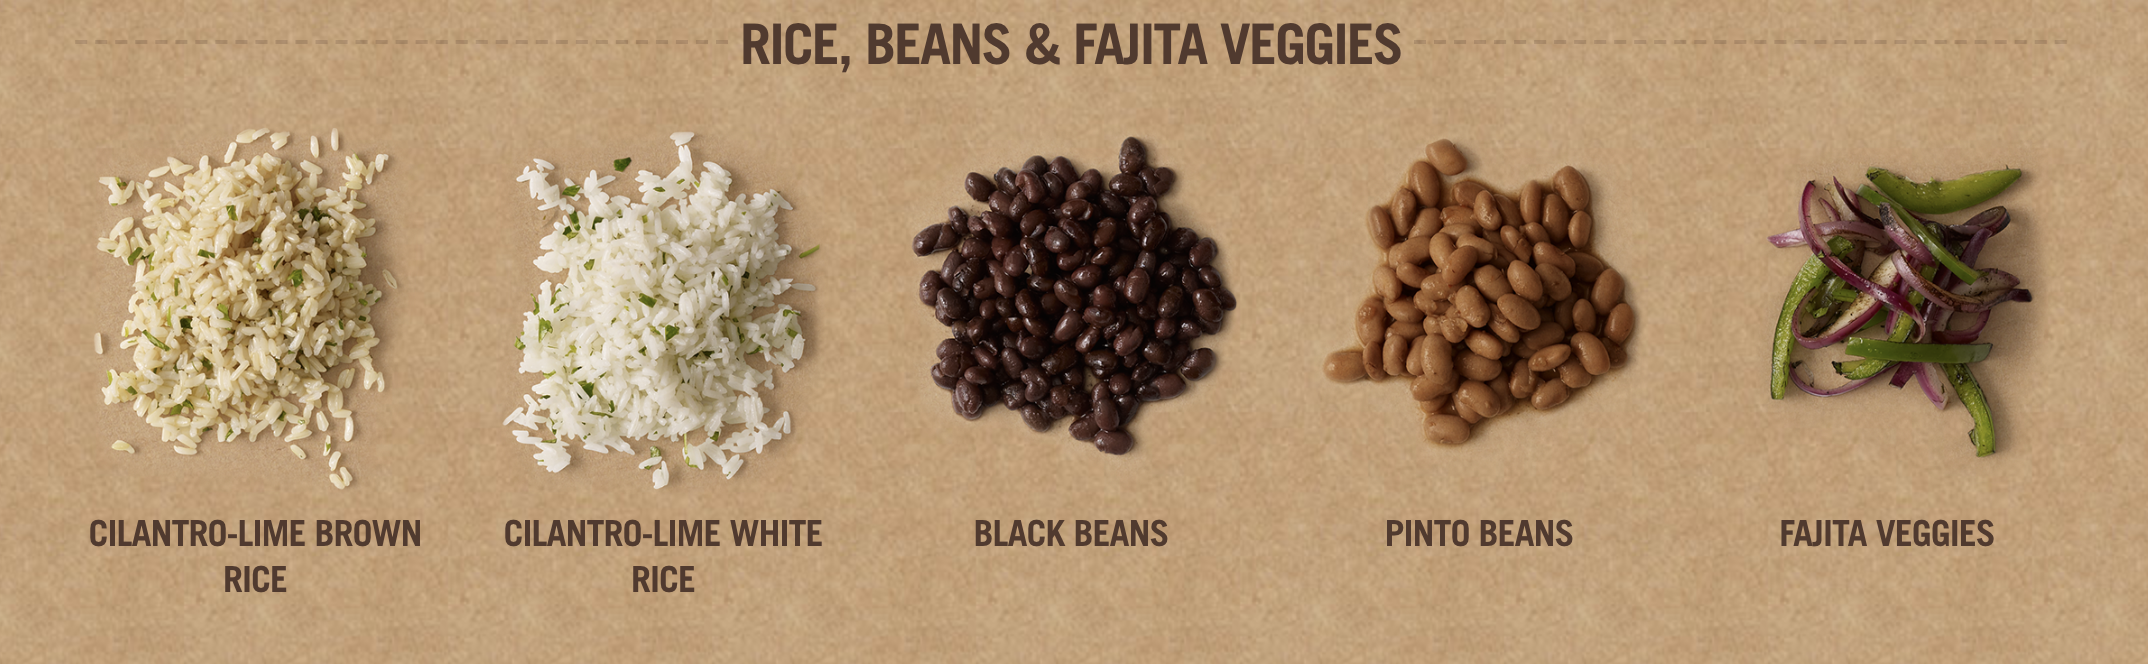 RICE, BEANS & FAJITA VEGGIES
CILANTRO-LIME BROWN
RICE
CILANTRO-LIME WHITE
RICE
BLACK BEANS
PINTO BEANS
FAJITA VEGGIES